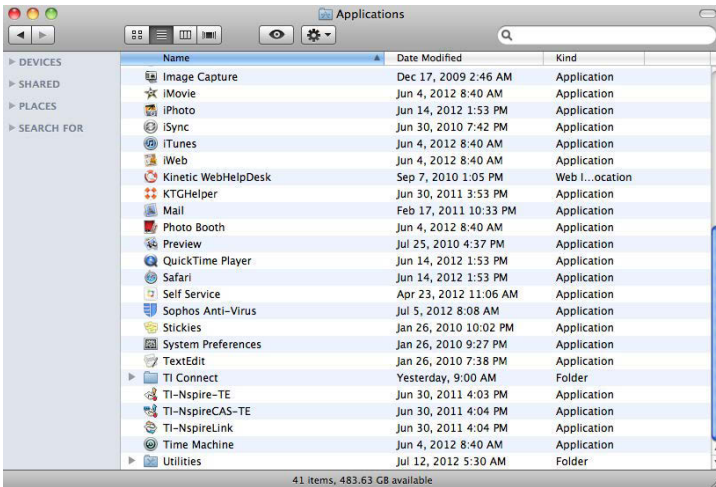 Applications
Name Date Modified Kind
DEVICES
SHARED
PLACES
SEARCH FOR
Image Capture Dec 17, 2009 2:46 AM Application
iMovie Jun 4, 2012 8:40 AM Application
iPhoto Jun 14, 2012 1:53 PM Application
iSync Jun 30, 2010 7:42 PM Application
iTunes Jun 4, 2012 8:40 AM Application
iWeb Jun 4, 2012 8:40 AM Application
Kinetic WebHelpDesk Sep 7, 2010 1:05 PM Web I...ocation
KTGHelper Jun 30, 2011 3:53 PM Application
Mail Feb 17, 2011 10:33 PM Application
Photo Booth Jun 4, 2012 8:40 AM Application
Preview Jul 25, 2010 4:37 PM Application
QuickTime Player Jun 14, 2012 1:53 PM Application
Safari Jun 14, 2012 1:53 PM Application
Self Service Apr 23, 2012 11:06 AM Application
Sophos Anti-Virus Jul 5, 2012 8:08 AM Application
Stickies Jan 26, 2010 10:02 PM Application
System Preferences Jan 26, 2010 9:27 PM Application
TextEdit Jan 26, 2010 7:38 PM Application
TI Connect Yesterday, 9:00 AM Folder
TI-Nspire-TE Jun 30, 2011 4:03 PM Application
TI-NspireCAS-TE Jun 30, 2011 4:04 PM Application
TI-NspireLink Jun 30, 2011 4:04 PM Application
Time Machine Jun 4, 2012 8:40 AM Application
Utilities Jul 12, 2012 5:30 AM Folder
41 items, 483.63 GB available